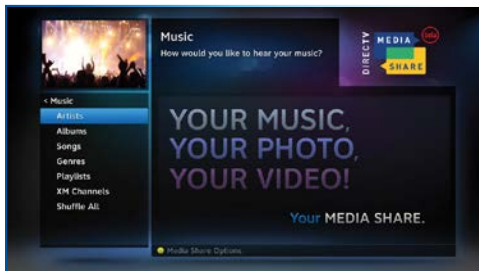 Music
How would you like to hear your music?
DIRECTV
MEDIA
SHARE
< Music
Artists
Albums
Songs
Genres
Playlists
XM Channels
Shuffle All
YOUR MUSIC,
YOUR PHOTO,
YOUR VIDEO!
Your MEDIA SHARE.
Media Share Options